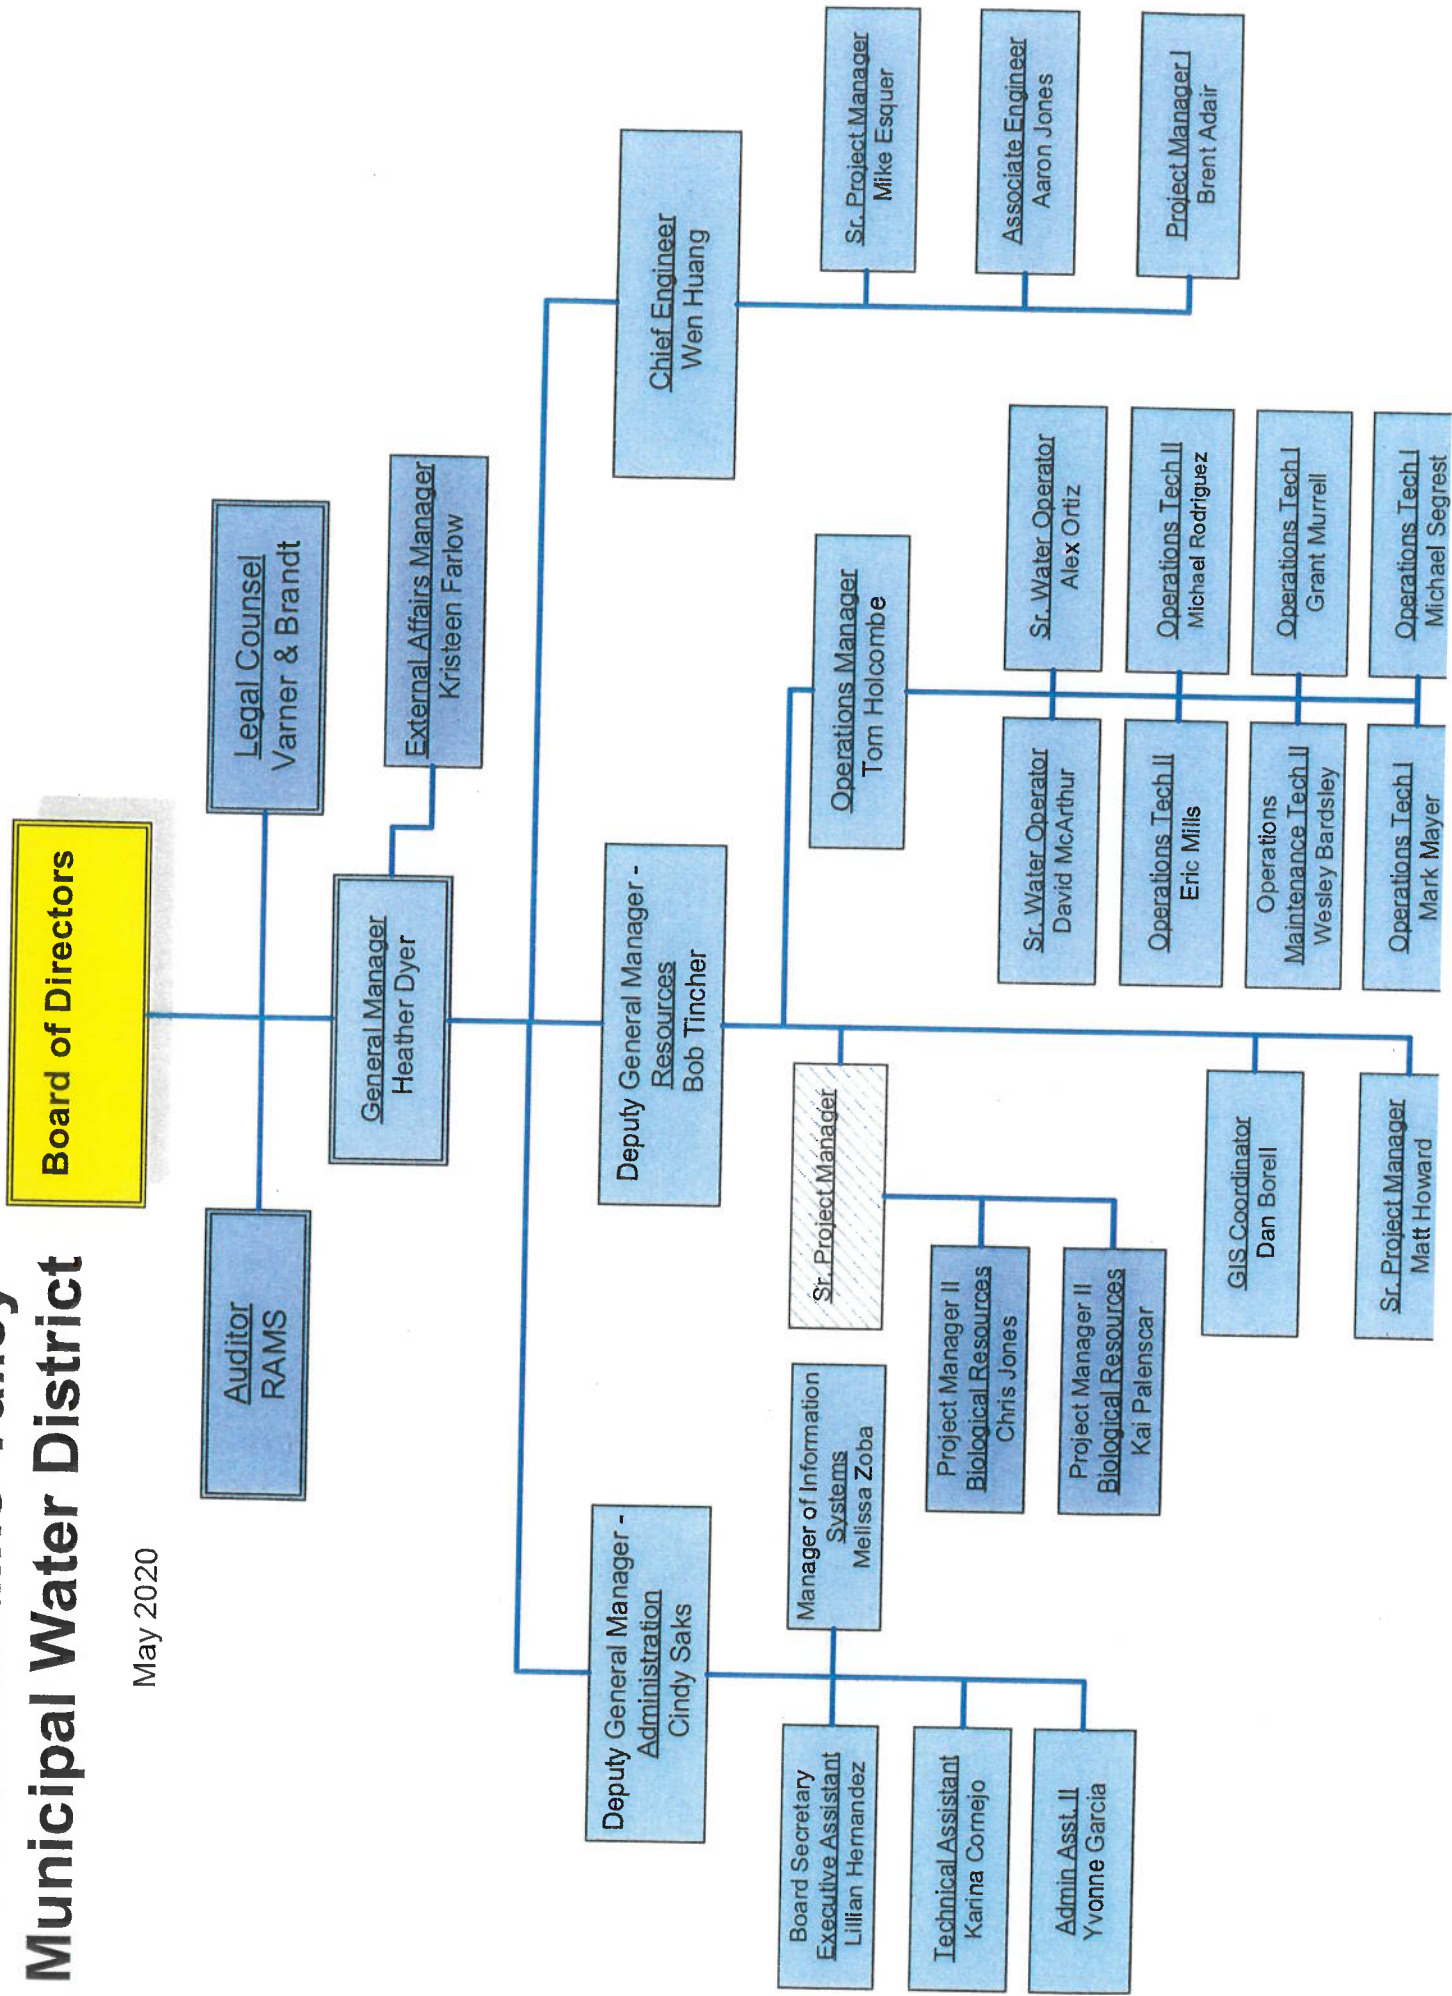 Municipal Water District
May 2020
Board of Directors
Auditor
RAMS
Legal Counsel
Varner & Brandt
General Manager
Heather Dyer
External Affairs Manager
Kristeen Farlow
Deputy General Manager -
Administration
Cindy Saks
Deputy General Manager -
Resources
Bob Tincher
Chief Engineer
Wen Huang
Board Secretary
Executive Assistant
Lillian Hernandez
Manager of Information
Systems
Melissa Zoba
Technical Assistant
Karina Cornejo
Admin Asst. II
Yvonne Garcia
Sr. Project Manager
Project Manager II
Biological Resources
Chris Jones
Project Manager II
Biological Resources
Kai Palenscar
GIS Coordinator
Dan Borell
Sr. Project Manager
Matt Howard
Operations Manager
Tom Holcombe
Sr. Water Operator
David McArthur
Sr. Water Operator
Alex Ortiz
Operations Tech II
Eric Mills
Operations Tech II
Michael Rodriguez
Operations
Maintenance Tech II
Wesley Bardsley
Operations Tech I
Grant Murrell
Operations Tech I
Mark Mayer
Operations Tech I
Michael Segrest
Sr. Project Manager
Mike Esquer
Associate Engineer
Aaron Jones
Project Manager I
Brent Adair